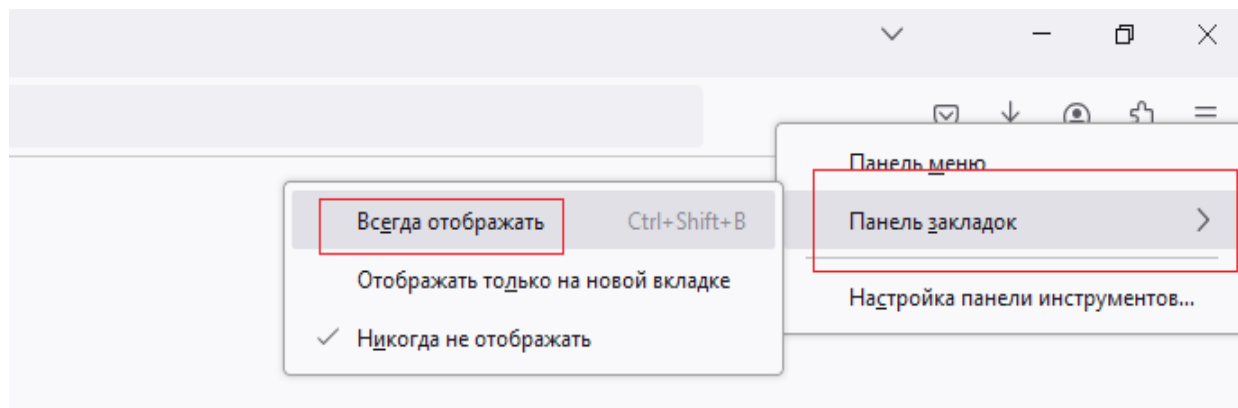 Панель меню
Всегда отображать Ctrl+Shift+B
Панель закладок
Отображать только на новой вкладке
Настройка панели инструментов...
Никогда не отображать